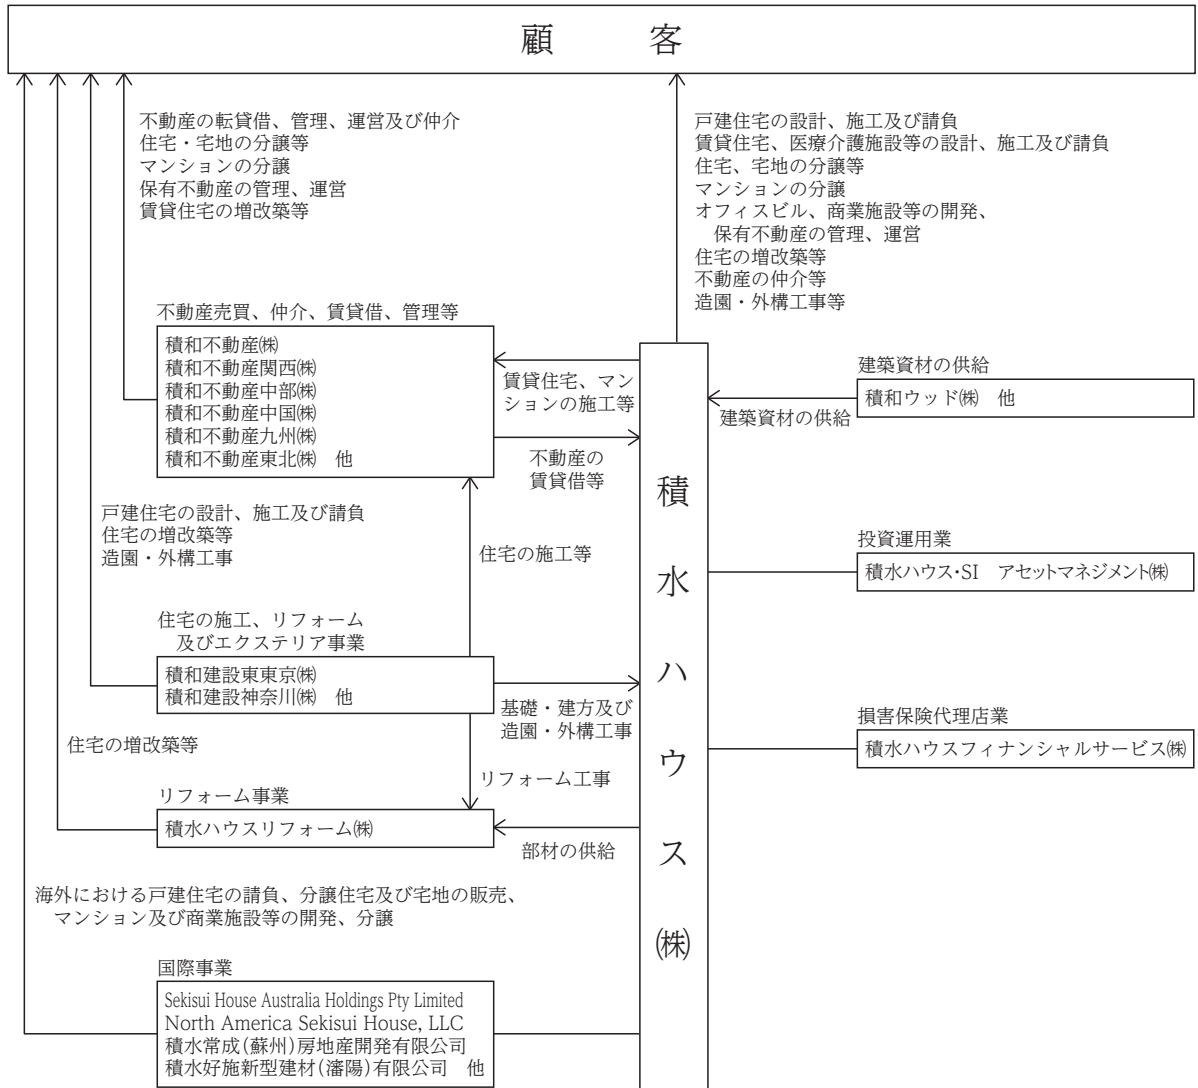 顧　　客
不動産の転貸借、管理、運営及び仲介
住宅・宅地の分譲等
マンションの分譲
保有不動産の管理、運営
賃貸住宅の増改築等
戸建住宅の設計、施工及び請負
賃貸住宅、医療介護施設等の設計、施工及び請負
住宅、宅地の分譲等
マンションの分譲
オフィスビル、商業施設等の開発、
保有不動産の管理、運営
住宅の増改築等
不動産の仲介等
造園・外構工事等
不動産売買、仲介、賃貸借、管理等
積和不動産㈱
積和不動産関西㈱
積和不動産中部㈱
積和不動産中国㈱
積和不動産九州㈱
積和不動産東北㈱　他
賃貸住宅、マン
ションの施工等
不動産の
賃貸借等
建築資材の供給
積和ウッド㈱　他
建築資材の供給
積水ハウス㈱
戸建住宅の設計、施工及び請負
住宅の増改築等
造園・外構工事
住宅の施工等
投資運用業
積水ハウス・SI　アセットマネジメント㈱
住宅の施工、リフォーム
及びエクステリア事業
積和建設東東京㈱
積和建設神奈川㈱　他
基礎・建方及び
造園・外構工事
損害保険代理店業
積水ハウスフィナンシャルサービス㈱
住宅の増改築等
リフォーム工事
リフォーム事業
積水ハウスリフォーム㈱
部材の供給
海外における戸建住宅の請負、分譲住宅及び宅地の販売、
マンション及び商業施設等の開発、分譲
国際事業
Sekisui House Australia Holdings Pty Limited
North America Sekisui House, LLC
積水常成(蘇州)房地産開発有限公司
積水好施新型建材(瀋陽)有限公司　他